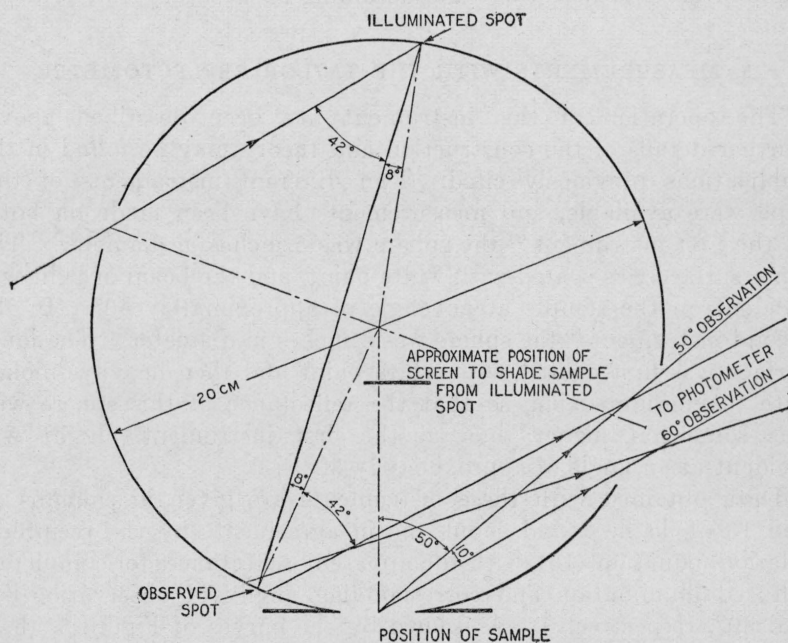 ILLUMINATED SPOT
42°
8°
50° OBSERVATION
APPROXIMATE POSITION OF
SCREEN TO SHADE SAMPLE
FROM ILLUMINATED
SPOT
TO PHOTOMETER
60° OBSERVATION
20 CM
8°
42°
50°
10°
OBSERVED
SPOT
POSITION OF SAMPLE